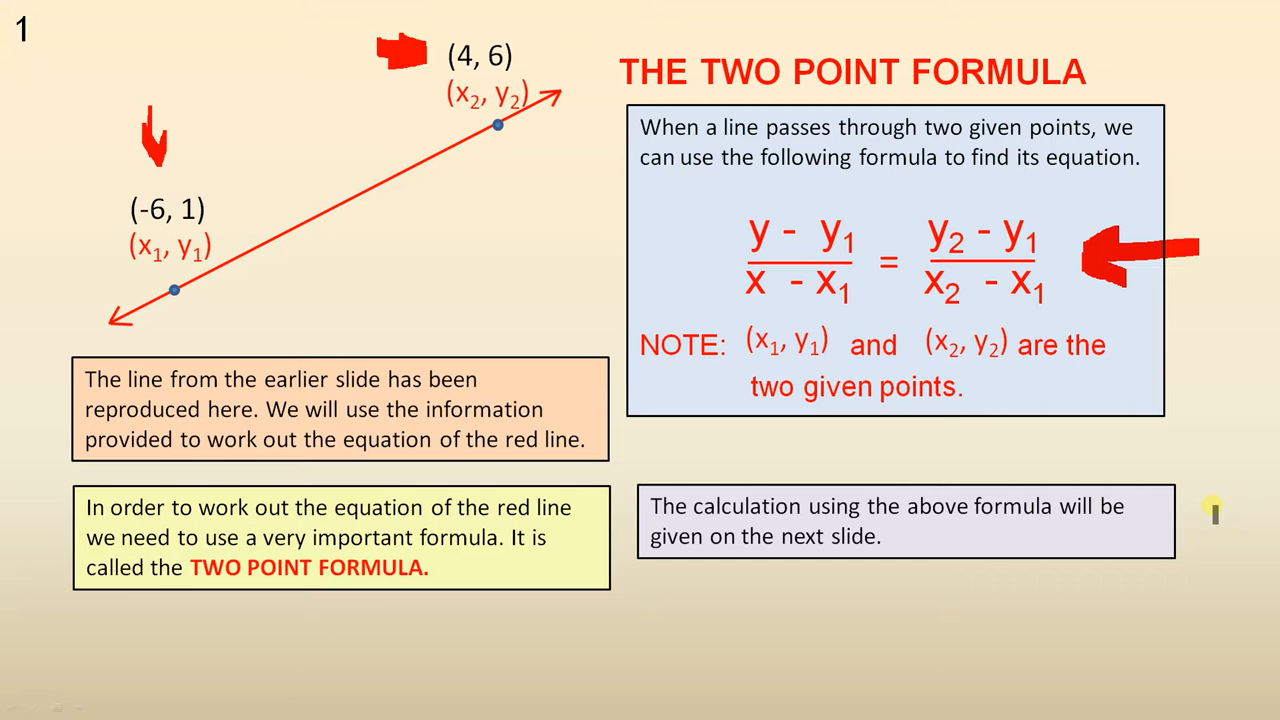 1
(4, 6)
(x₂, y₂)
(-6, 1)
(x₁, y₁)
The line from the earlier slide has been
reproduced here. We will use the information
provided to work out the equation of the red line.
In order to work out the equation of the red line
we need to use a very important formula. It is
called the TWO POINT FORMULA.
THE TWO POINT FORMULA
When a line passes through two given points, we
can use the following formula to find its equation.
y - y₁ / x - x₁ = y₂ - y₁ / x₂ - x₁
NOTE: (x₁, y₁) and (x₂, y₂) are the
two given points.
The calculation using the above formula will be
given on the next slide.